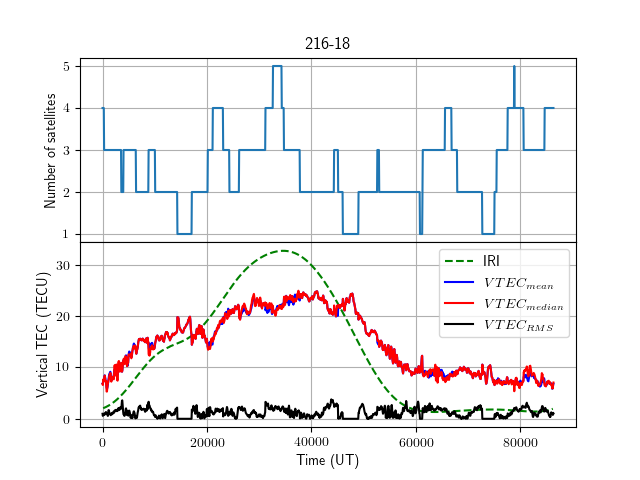 216-18
5
4
3
2
1
Number of satellites
30
20
10
0
Vertical TEC (TECU)
IRI
VTEC_mean
VTEC_median
VTEC_RMS
0 20000 40000 60000 80000
Time (UT)